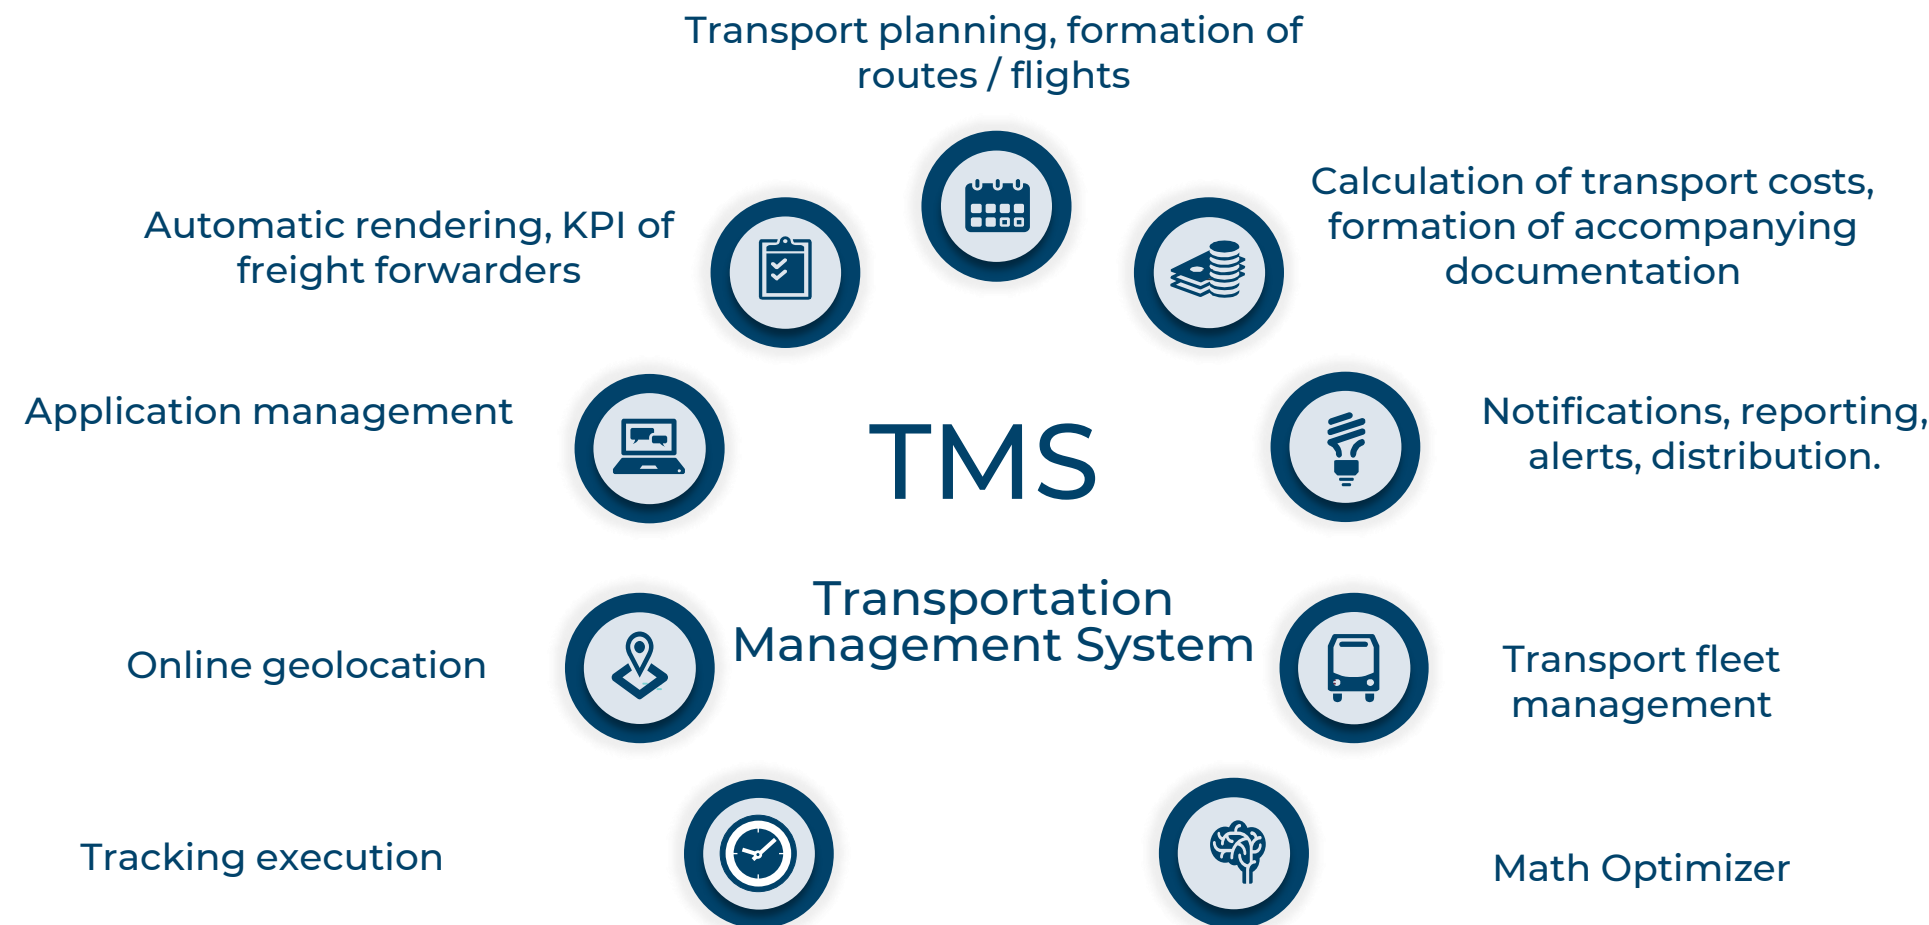 Transport planning, formation of
routes / flights
Calculation of transport costs,
formation of accompanying
documentation
Automatic rendering, KPI of
freight forwarders
Application management
TMS
Notifications, reporting,
alerts, distribution.
Transportation
Management System
Online geolocation
Transport fleet
management
Tracking execution
Math Optimizer